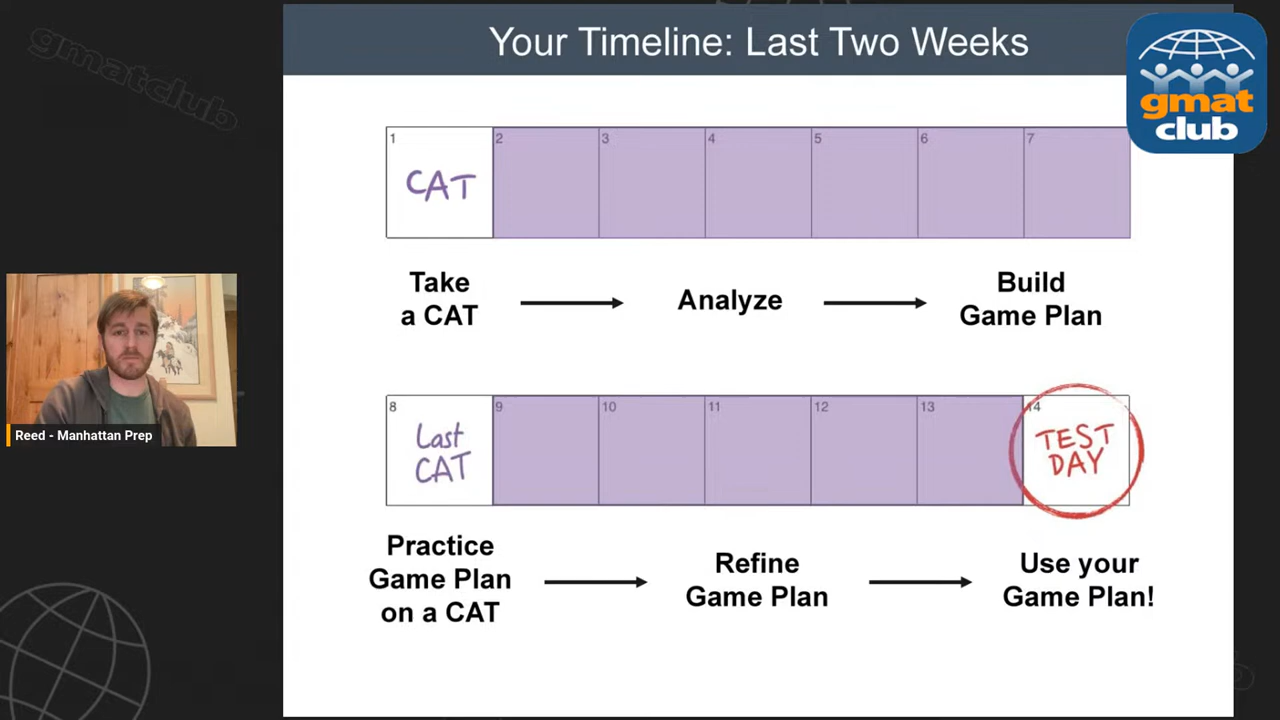 gmatclub
Your Timeline: Last Two Weeks
gmat
club
1
2
3
4
5
6
7
CAT
Take
a CAT
Analyze
Build
Game Plan
8
9
10
11
12
13
14
Last
CAT
TEST
DAY
Practice
Game Plan
on a CAT
Refine
Game Plan
Use your
Game Plan!
Reed - Manhattan Prep